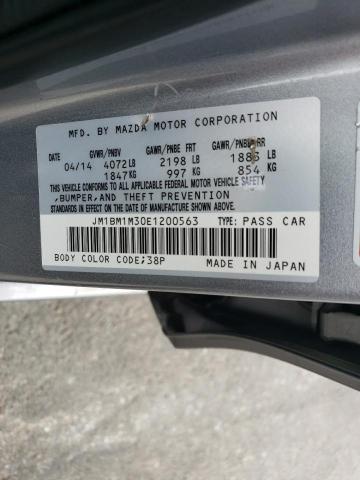 MFD. BY MAZDA MOTOR CORPORATION
GVWR/PNBV GAWR/PNBE FRT GAWR/PNBE RR
04/14 4072 LB 2198 LB 1883 LB
1847 KG 997 KG 854 KG
THIS VEHICLE CONFORMS TO ALL APPLICABLE FEDERAL MOTOR VEHICLE SAFETY
,BUMPER,AND THEFT PREVENTION
STANDARDS IN EFFECT ON THE DATE OF MANUFACTURE SHOWN ABOVE.
JM1BM1M30E1200563 TYPE: PASS CAR
BODY COLOR CODE;38P MADE IN JAPAN